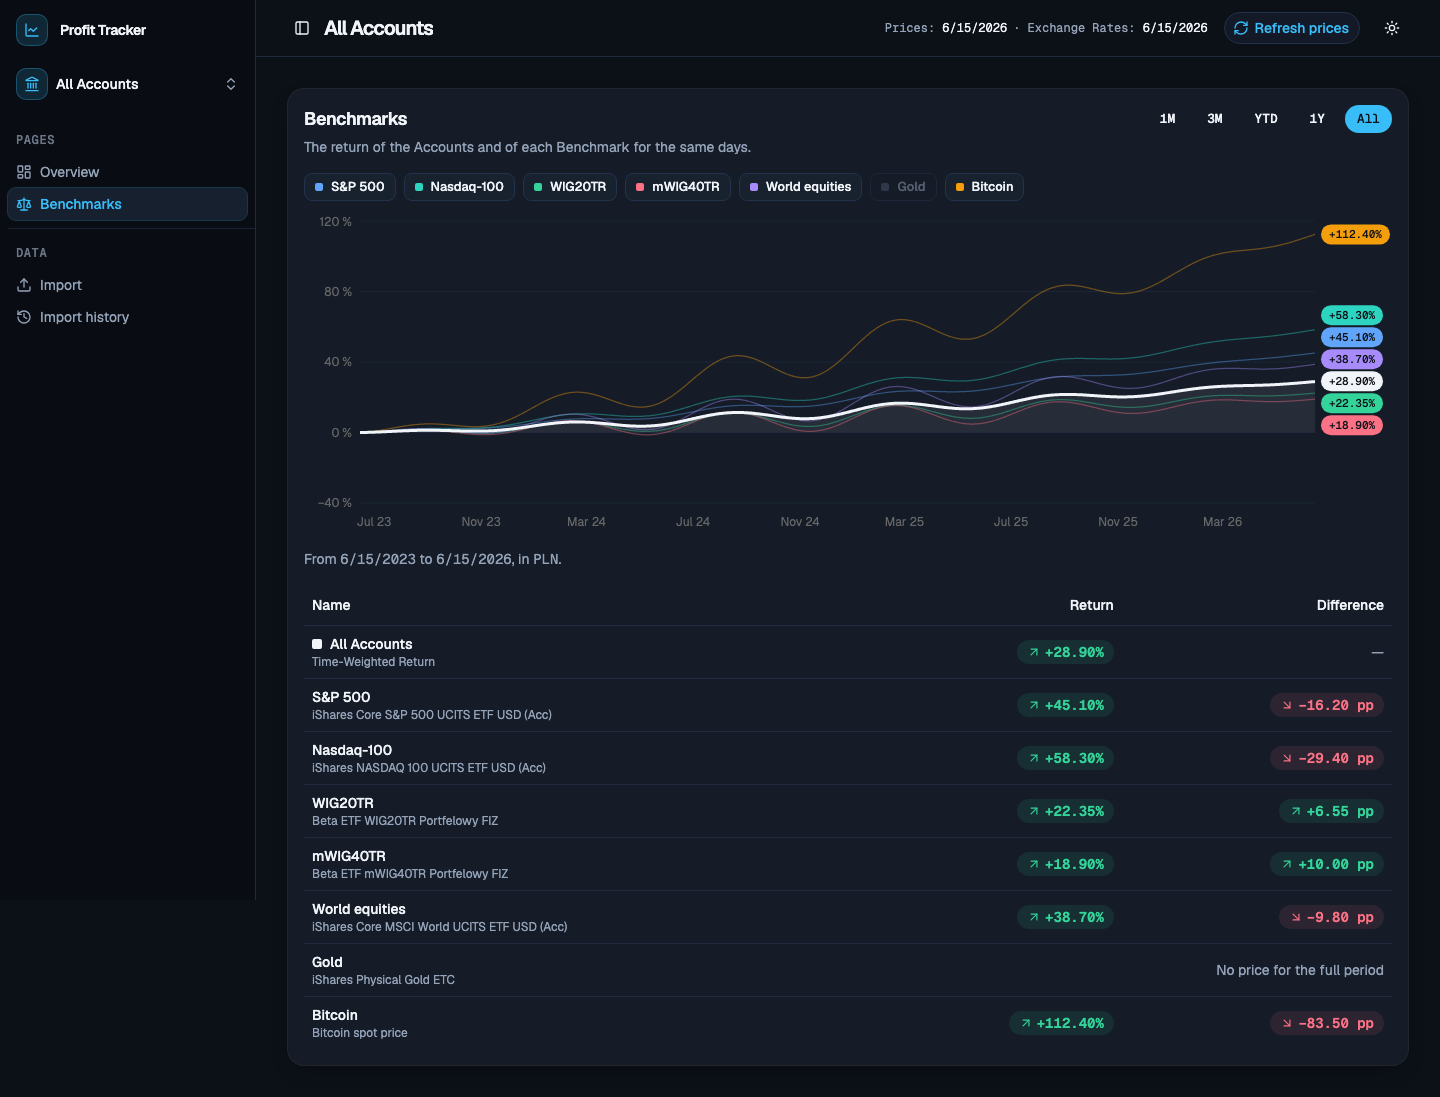 Profit Tracker
All Accounts
PAGES
Overview
Benchmarks
DATA
Import
Import history
All Accounts
Prices: 6/15/2026 · Exchange Rates: 6/15/2026
Refresh prices
Benchmarks
1M 3M YTD 1Y All
The return of the Accounts and of each Benchmark for the same days.
S&P 500 Nasdaq-100 WIG20TR mWIG40TR World equities Gold Bitcoin
120 %
80 %
40 %
0 %
−40 %
+112.40%
+58.30%
+45.10%
+38.70%
+28.90%
+22.35%
+18.90%
Jul 23 Nov 23 Mar 24 Jul 24 Nov 24 Mar 25 Jul 25 Nov 25 Mar 26
From 6/15/2023 to 6/15/2026, in PLN.
Name Return Difference
All Accounts
Time-Weighted Return
+28.90% —
S&P 500
iShares Core S&P 500 UCITS ETF USD (Acc)
+45.10% −16.20 pp
Nasdaq-100
iShares NASDAQ 100 UCITS ETF USD (Acc)
+58.30% −29.40 pp
WIG20TR
Beta ETF WIG20TR Portfelowy FIZ
+22.35% +6.55 pp
mWIG40TR
Beta ETF mWIG40TR Portfelowy FIZ
+18.90% +10.00 pp
World equities
iShares Core MSCI World UCITS ETF USD (Acc)
+38.70% −9.80 pp
Gold
iShares Physical Gold ETC
No price for the full period
Bitcoin
Bitcoin spot price
+112.40% −83.50 pp